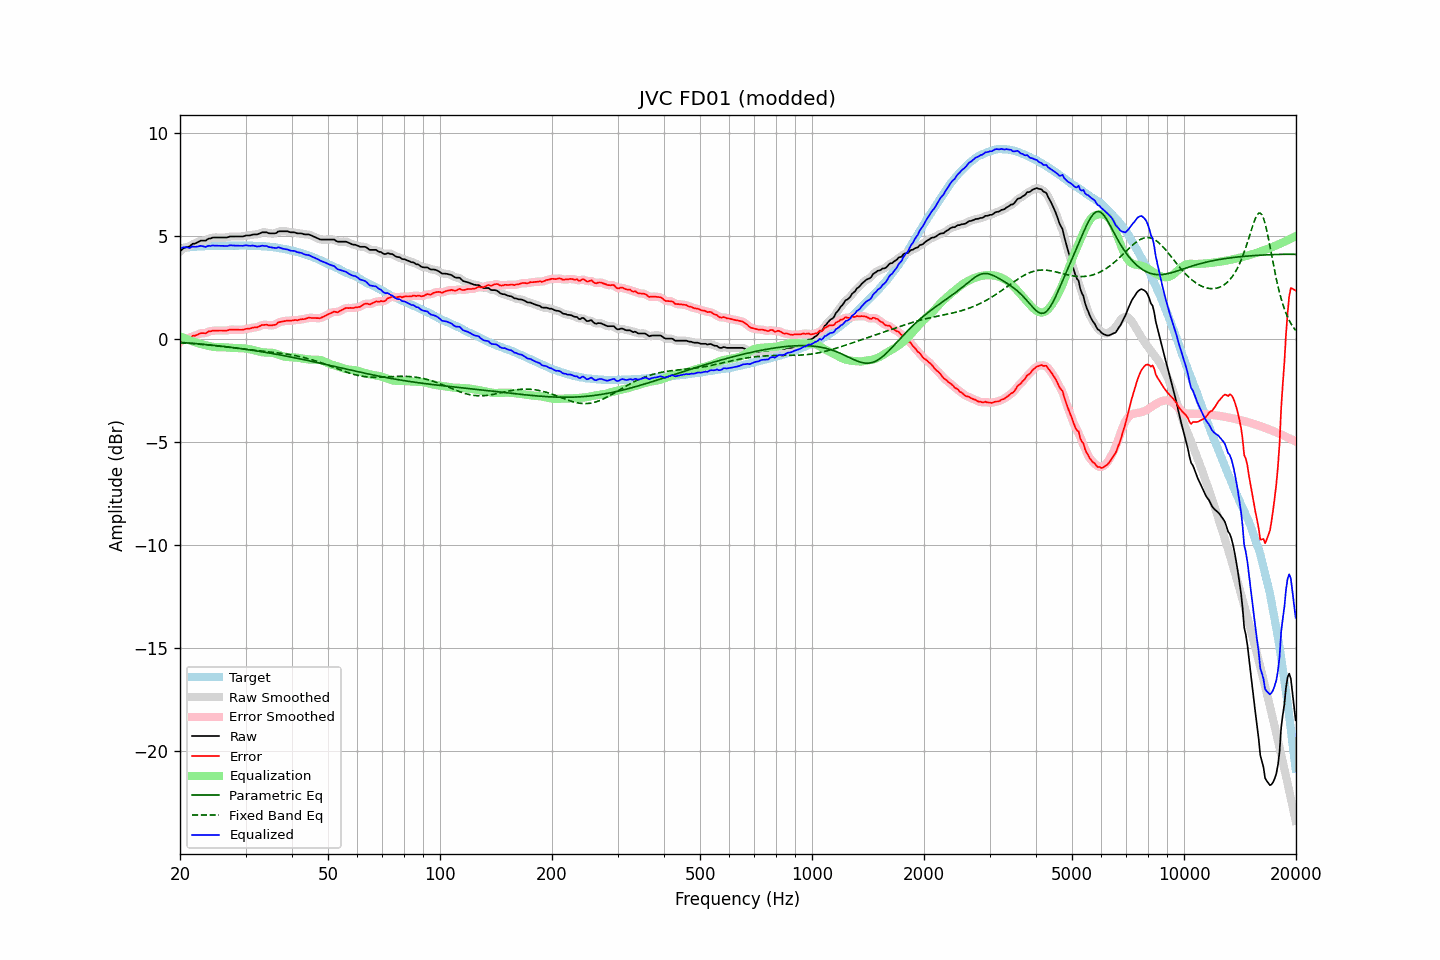 JVC FD01 (modded)
10
5
0
−5
−10
−15
−20
Amplitude (dBr)
Target
Raw Smoothed
Error Smoothed
Raw
Error
Equalization
Parametric Eq
Fixed Band Eq
Equalized
20 50 100 200 500 1000 2000 5000 10000 20000
Frequency (Hz)